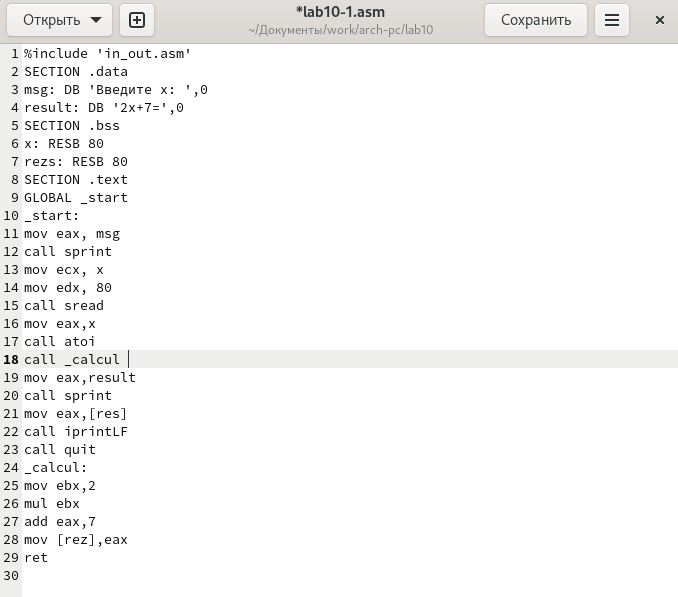 Открыть
*lab10-1.asm
~/Документы/work/arch-pc/lab10
Сохранить
1 %include 'in_out.asm'
2 SECTION .data
3 msg: DB 'Введите x: ',0
4 result: DB '2x+7=',0
5 SECTION .bss
6 x: RESB 80
7 rezs: RESB 80
8 SECTION .text
9 GLOBAL _start
10 _start:
11 mov eax, msg
12 call sprint
13 mov ecx, x
14 mov edx, 80
15 call sread
16 mov eax,x
17 call atoi
18 call _calcul
19 mov eax,result
20 call sprint
21 mov eax,[res]
22 call iprintLF
23 call quit
24 _calcul:
25 mov ebx,2
26 mul ebx
27 add eax,7
28 mov [rez],eax
29 ret
30